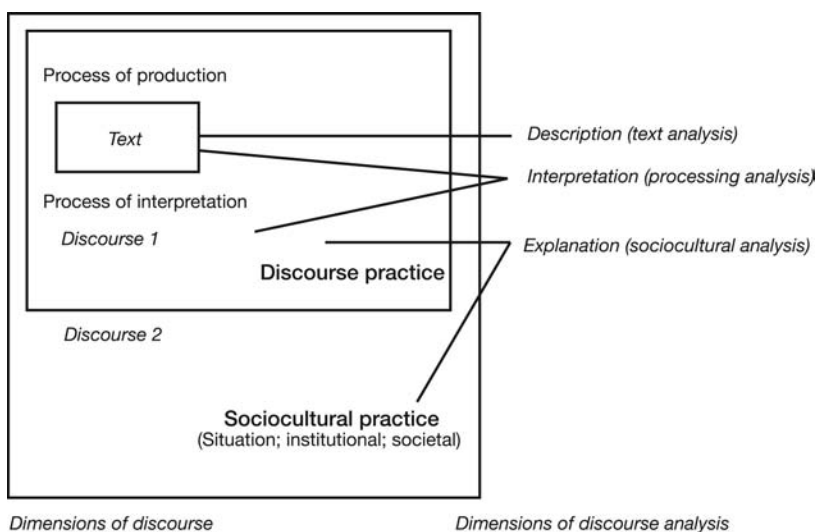 Process of production
Text
Description (text analysis)
Interpretation (processing analysis)
Process of interpretation
Discourse 1
Explanation (sociocultural analysis)
Discourse practice
Discourse 2
Sociocultural practice
(Situation; institutional; societal)
Dimensions of discourse
Dimensions of discourse analysis